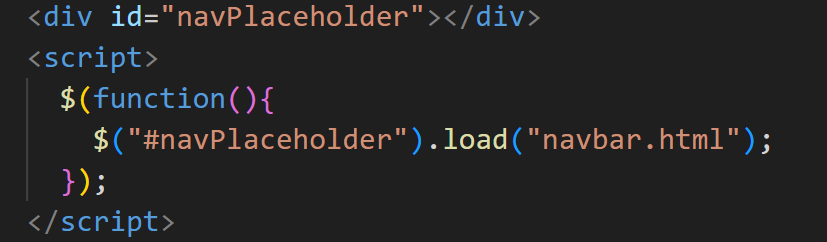 <div id="navPlaceholder"></div>
<script>
$(function(){
$("#navPlaceholder").load("navbar.html");
});
</script>